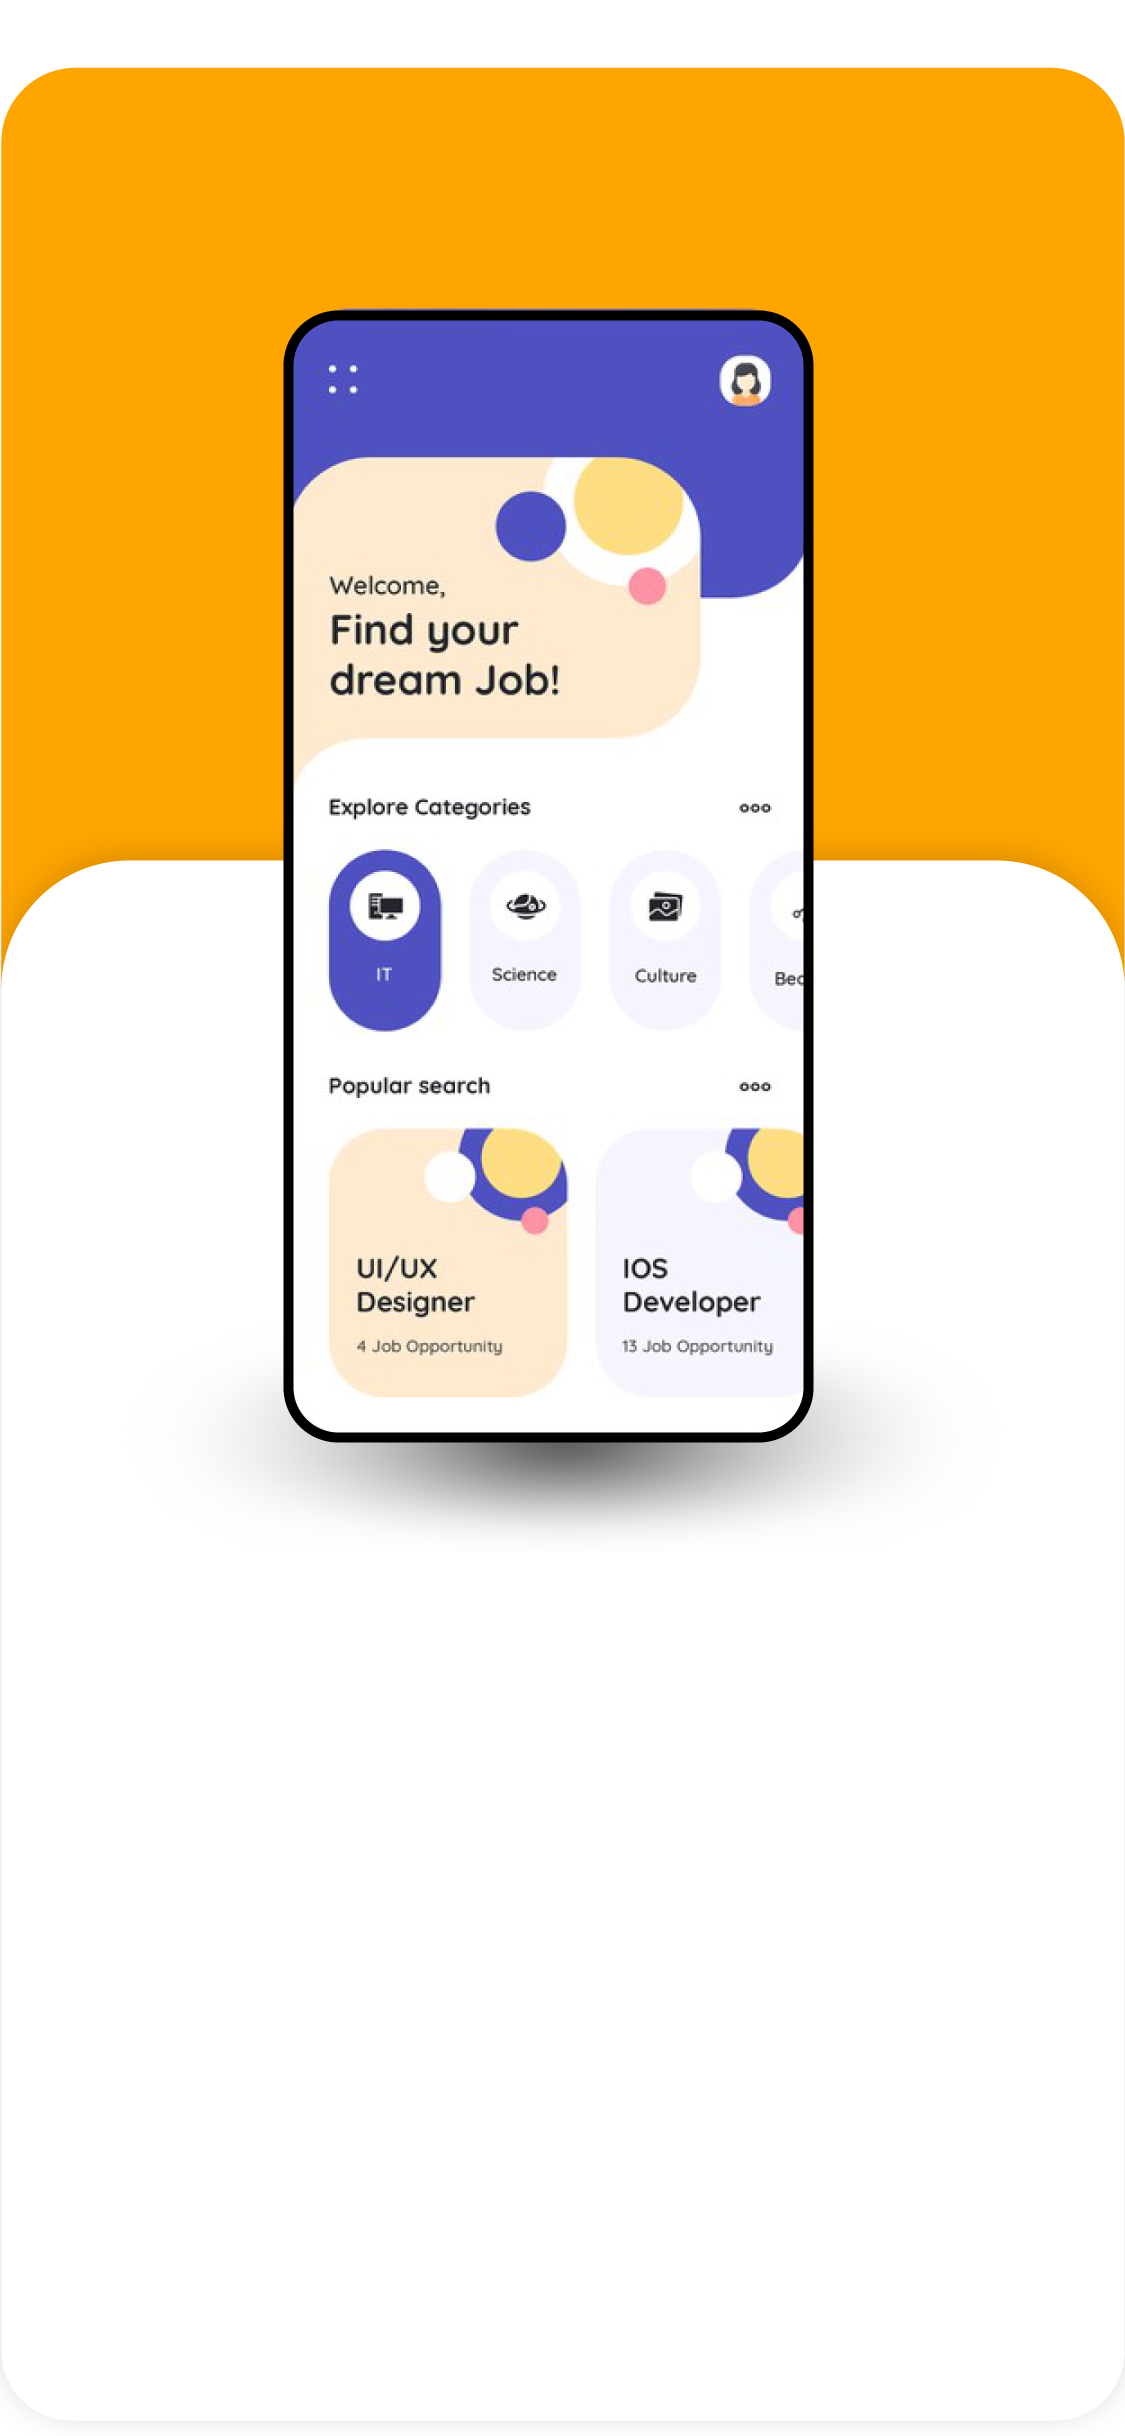 Welcome,
Find your
dream Job!
Explore Categories
IT
Science
Culture
Popular search
UI/UX
Designer
4 Job Opportunity
IOS
Developer
13 Job Opportunity